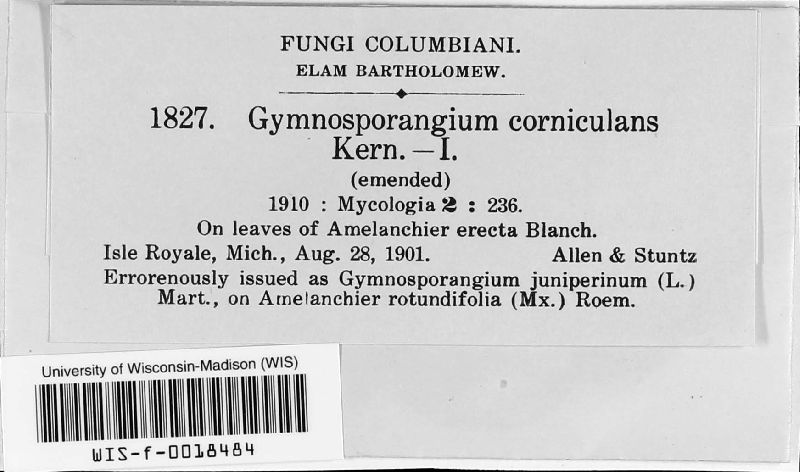 FUNGI COLUMBIANI.
ELAM BARTHOLOMEW.
1827. Gymnosporangium corniculans
Kern. — I.
(emended)
1910 : Mycologia 2 : 236.
On leaves of Amelanchier erecta Blanch.
Isle Royale, Mich., Aug. 28, 1901. Allen & Stuntz
Errorenously issued as Gymnosporangium juniperinum (L.)
Mart., on Amelanchier rotundifolia (Mx.) Roem.
University of Wisconsin-Madison (WIS)
WIS-f-0018484